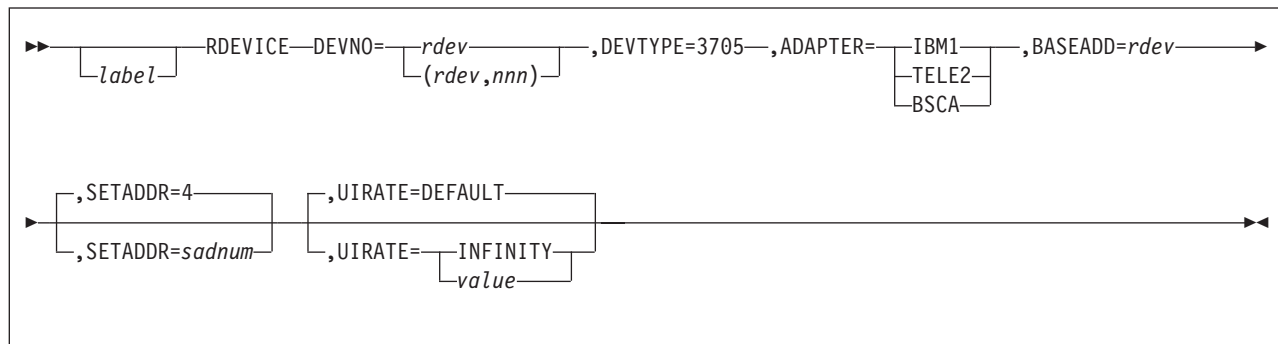 RDEVICE DEVNO= rdev ,DEVTYPE=3705 ,ADAPTER= IBM1 ,BASEADD=rdev
label (rdev,nnn) TELE2
BSCA
,SETADDR=4 ,UIRATE=DEFAULT
,SETADDR=sadnum ,UIRATE= INFINITY
value